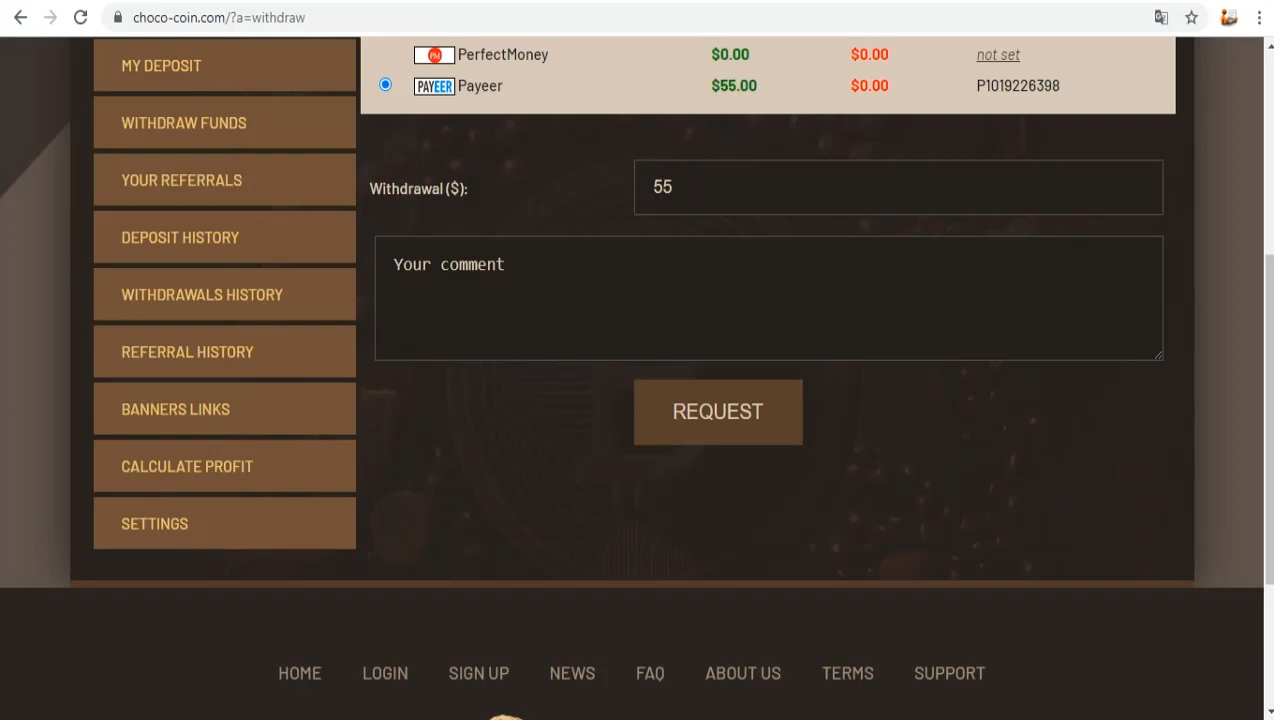 choco-coin.com/?a=withdraw
MY DEPOSIT
WITHDRAW FUNDS
YOUR REFERRALS
DEPOSIT HISTORY
WITHDRAWALS HISTORY
REFERRAL HISTORY
BANNERS LINKS
CALCULATE PROFIT
SETTINGS
PM PerfectMoney $0.00 $0.00 not set
PAYEER Payeer $55.00 $0.00 P1019226398
Withdrawal ($): 55
Your comment
REQUEST
HOME LOGIN SIGN UP NEWS FAQ ABOUT US TERMS SUPPORT